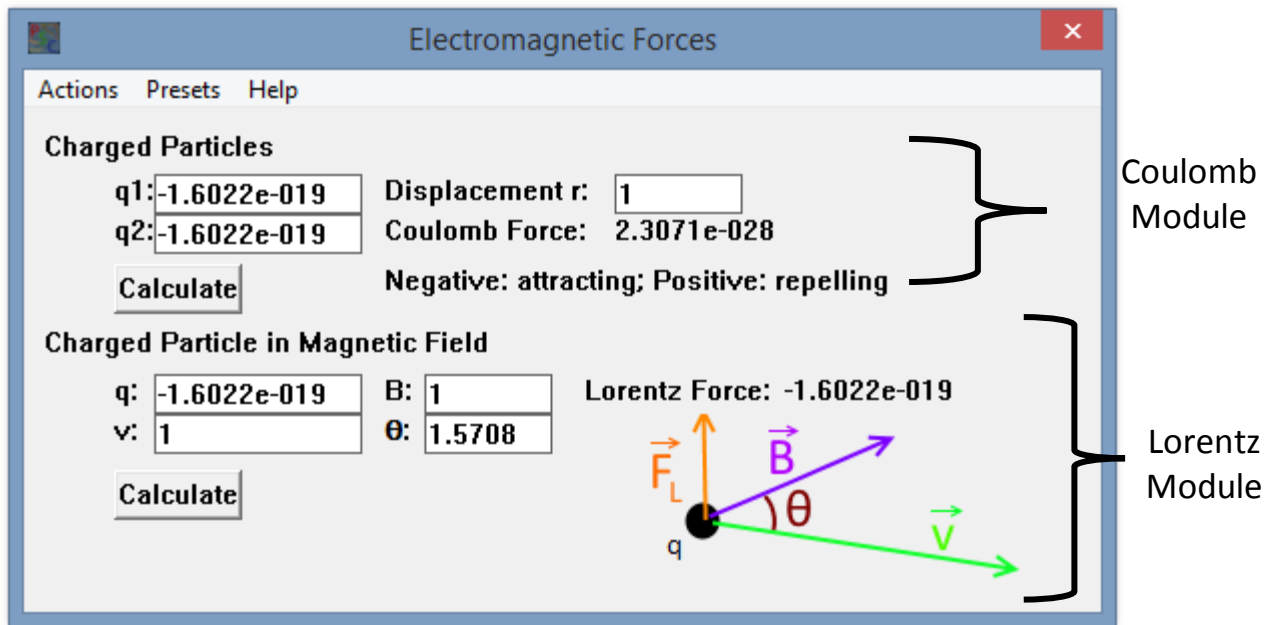 Electromagnetic Forces
Actions Presets Help
Charged Particles
q1: -1.6022e-019 Displacement r: 1
q2: -1.6022e-019 Coulomb Force: 2.3071e-028
Calculate Negative: attracting; Positive: repelling
Coulomb
Module
Charged Particle in Magnetic Field
q: -1.6022e-019 B: 1 Lorentz Force: -1.6022e-019
v: 1 θ: 1.5708
Calculate
F L
B
θ
v
q
Lorentz
Module